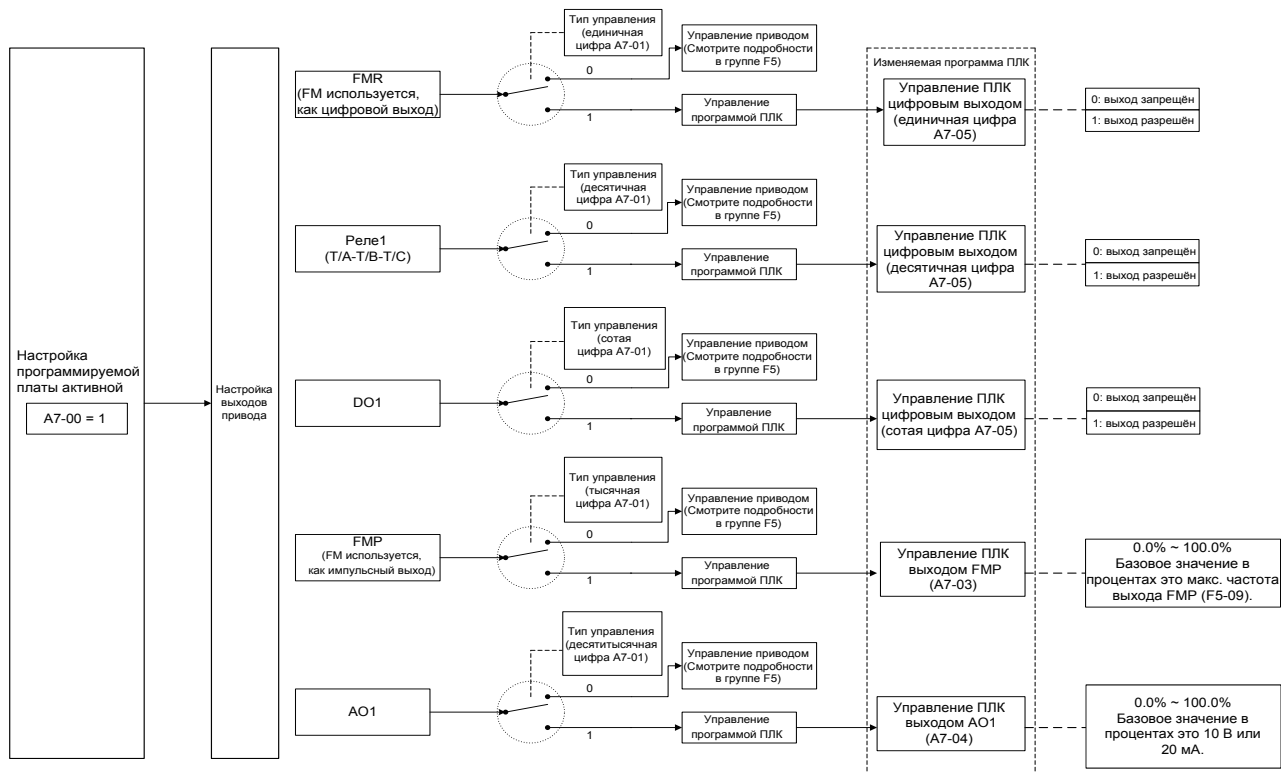 Настройка
программируемой
платы активной
A7-00 = 1
Настройка
выходов
привода
FMR
(FM используется,
как цифровой выход)
Тип управления
(единичная
цифра A7-01)
0
1
Управление приводом
(Смотрите подробности
в группе F5)
Управление
программой ПЛК
Изменяемая программа ПЛК
Управление ПЛК
цифровым выходом
(единичная цифра
A7-05)
0: выход запрещён
1: выход разрешён
Реле1
(T/A-T/B-T/C)
Тип управления
(десятичная
цифра A7-01)
0
1
Управление приводом
(Смотрите подробности
в группе F5)
Управление
программой ПЛК
Управление ПЛК
цифровым выходом
(десятичная цифра
A7-05)
0: выход запрещён
1: выход разрешён
DO1
Тип управления
(сотая
цифра A7-01)
0
1
Управление приводом
(Смотрите подробности
в группе F5)
Управление
программой ПЛК
Управление ПЛК
цифровым выходом
(сотая цифра A7-05)
0: выход запрещён
1: выход разрешён
FMP
(FM используется,
как импульсный выход)
Тип управления
(тысячная
цифра A7-01)
0
1
Управление приводом
(Смотрите подробности
в группе F5)
Управление
программой ПЛК
Управление ПЛК
выходом FMP
(A7-03)
0.0% ~ 100.0%
Базовое значение в
процентах это макс. частота
выхода FMP (F5-09).
AO1
Тип управления
(десятитысячная
цифра A7-01)
0
1
Управление приводом
(Смотрите подробности
в группе F5)
Управление
программой ПЛК
Управление ПЛК
выходом AO1
(A7-04)
0.0% ~ 100.0%
Базовое значение в
процентах это 10 В или
20 мА.